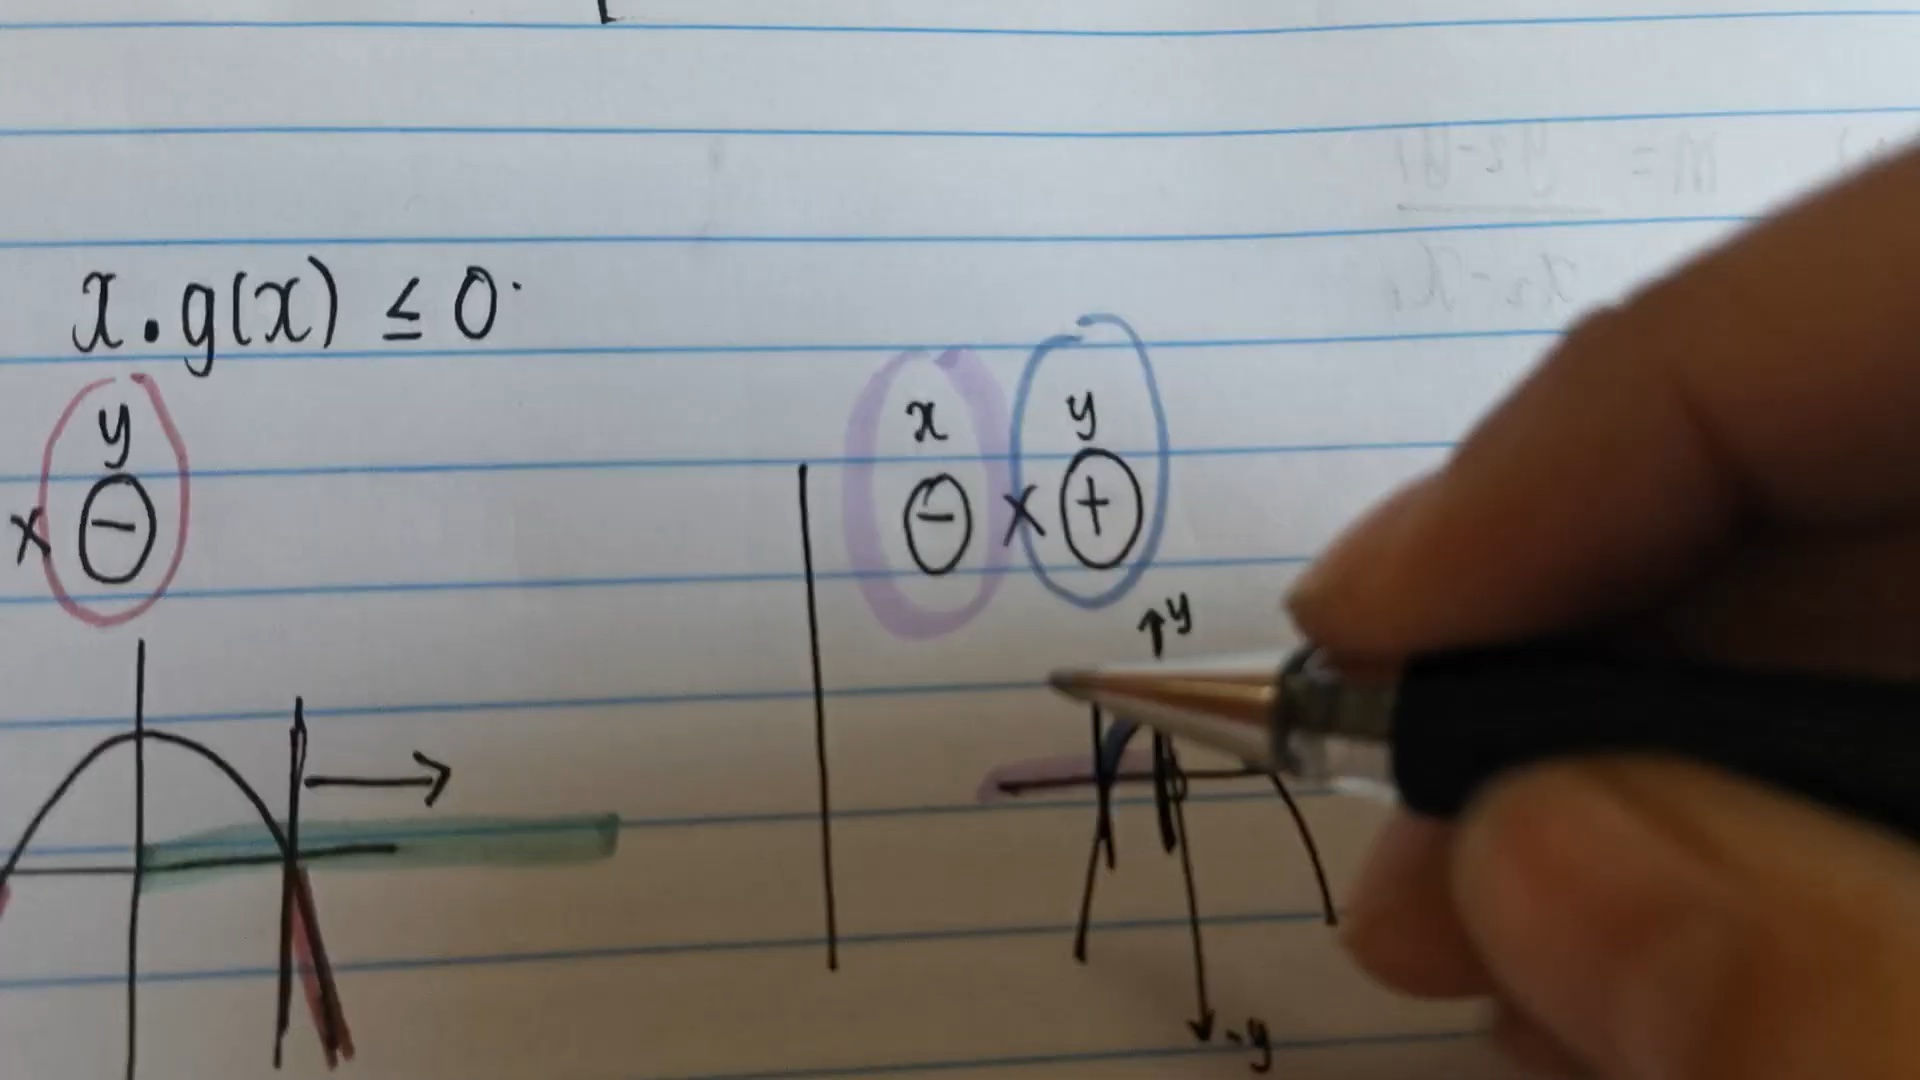 x.g(x) ≤ 0
y
x -
x y
- x +
y
-y